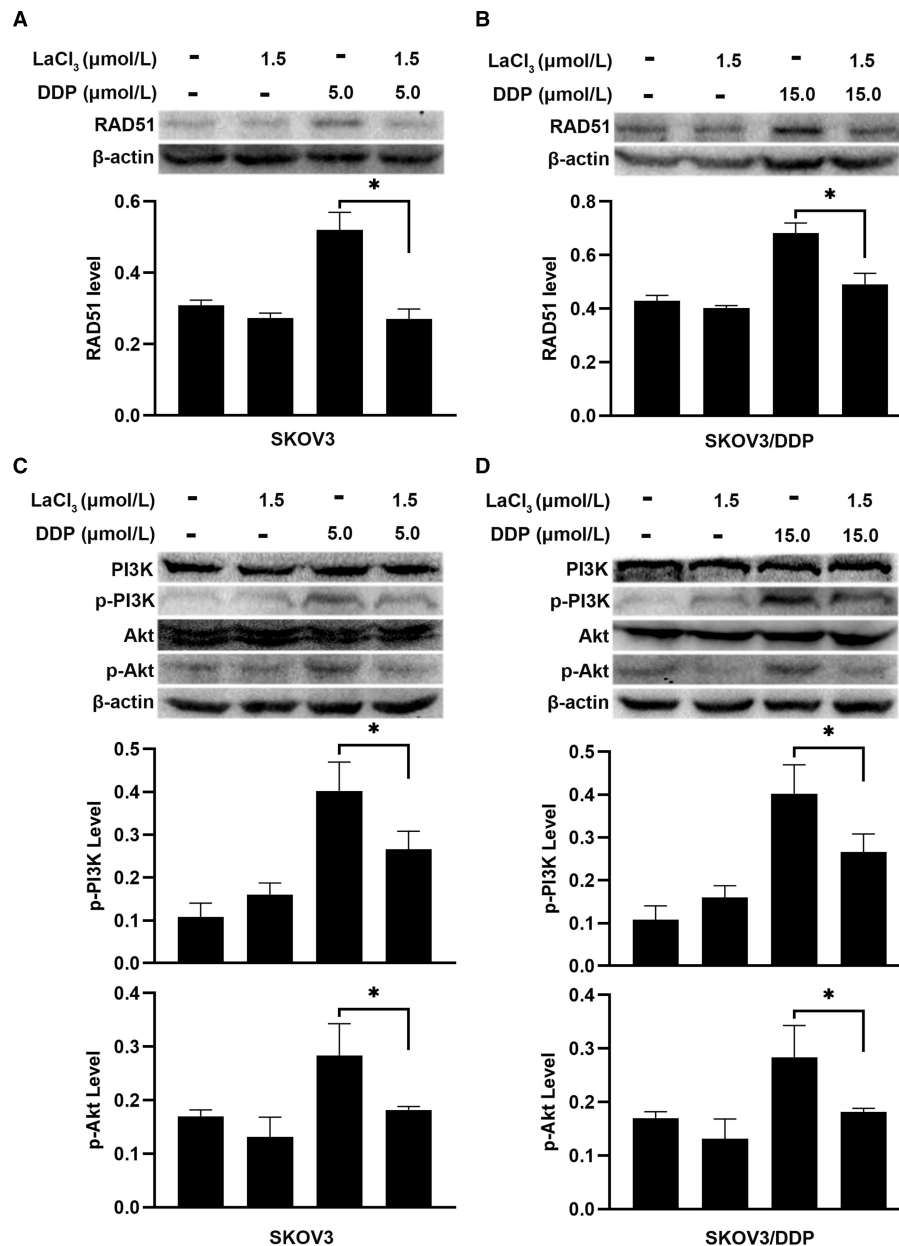 A
LaCl₃ (μmol/L) - 1.5 - 1.5
DDP (μmol/L) - - 5.0 5.0
RAD51
β-actin
*
0.6
0.4
0.2
0.0
RAD51 level
SKOV3
B
LaCl₃ (μmol/L) - 1.5 - 1.5
DDP (μmol/L) - - 15.0 15.0
RAD51
β-actin
*
0.8
0.6
0.4
0.2
0.0
RAD51 level
SKOV3/DDP
C
LaCl₃ (μmol/L) - 1.5 - 1.5
DDP (μmol/L) - - 5.0 5.0
PI3K
p-PI3K
Akt
p-Akt
β-actin
*
0.5
0.4
0.3
0.2
0.1
0.0
p-PI3K Level
*
0.4
0.3
0.2
0.1
0.0
p-Akt Level
SKOV3
D
LaCl₃ (μmol/L) - 1.5 - 1.5
DDP (μmol/L) - - 15.0 15.0
PI3K
p-PI3K
Akt
p-Akt
β-actin
*
0.5
0.4
0.3
0.2
0.1
0.0
p-PI3K Level
*
0.4
0.3
0.2
0.1
0.0
p-Akt Level
SKOV3/DDP